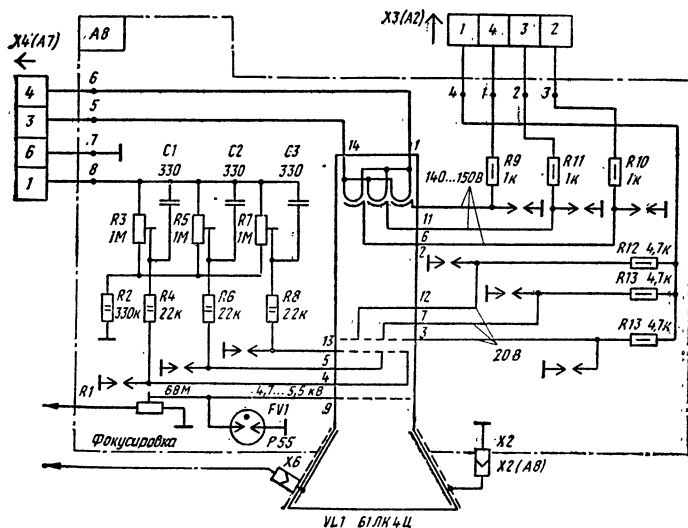 X4(A7)
A8
X3(A2)
1 4 3 2
4
3
6
1
6
5
7
8
4 1 2 3
C1
330
C2
330
C3
330
14
1
R9
1к
R11
1к
R10
1к
140...150В
R3
1М
R5
1М
R7
1М
11
6
2
R12 4,7к
R13 4,7к
R13 4,7к
R2
330к
R4
22к
R6
22к
R8
22к
12
7
3
20 В
13
5
4
R1
68М
4,7... 5,5 кВ
9
FV1
Р55
Фокусировка
X6
X2
X2(A8)
VL1 61ЛК4Ц